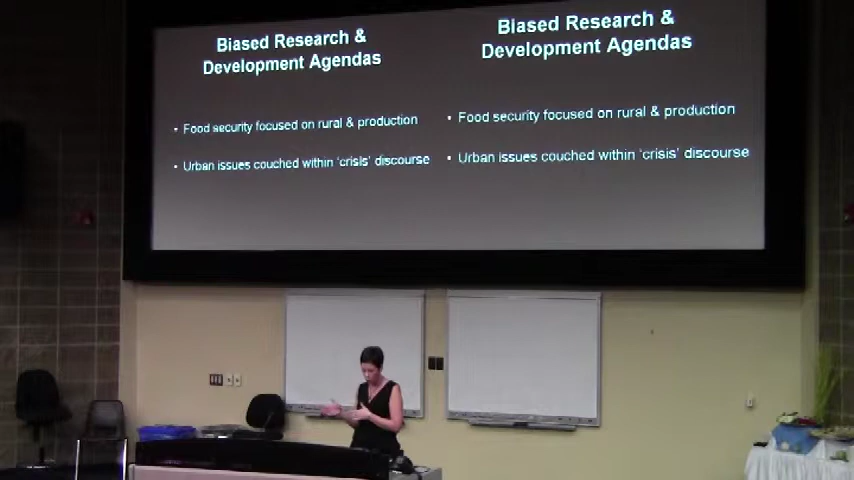 Biased Research &
Development Agendas
• Food security focused on rural & production
• Urban issues couched within 'crisis' discourse
Biased Research &
Development Agendas
• Food security focused on rural & production
• Urban issues couched within 'crisis' discourse